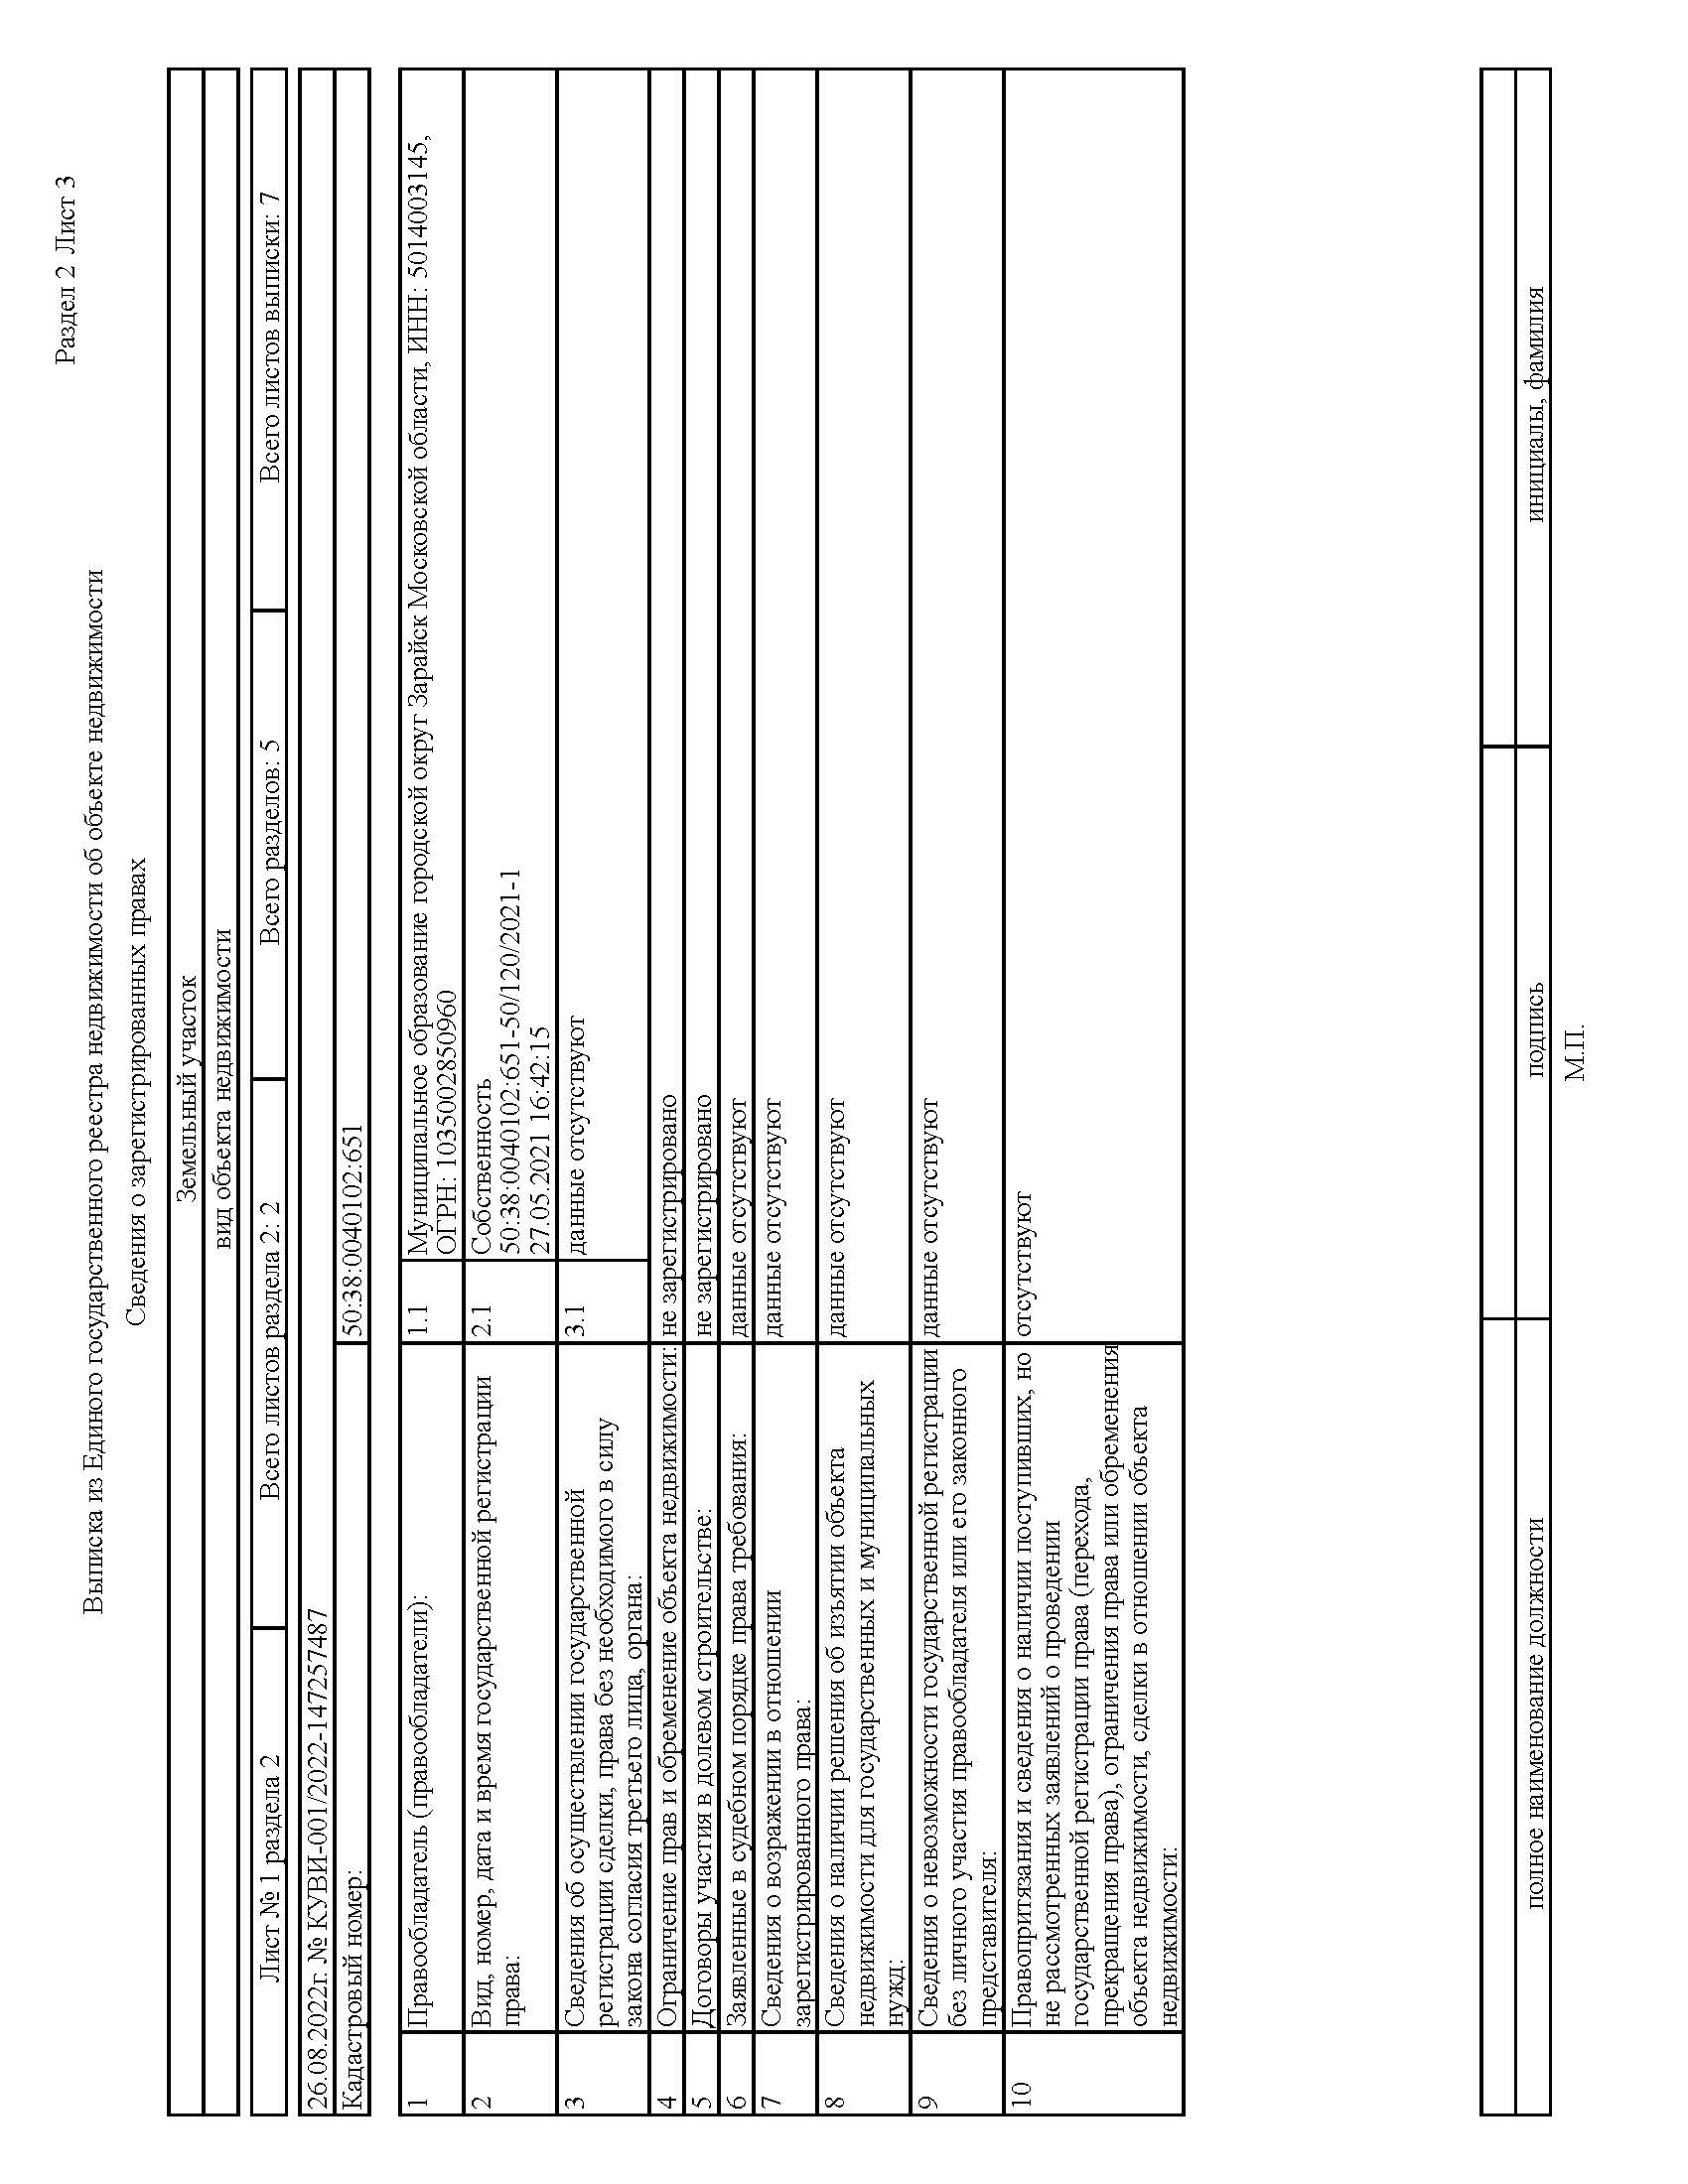 Раздел 2 Лист 3
Выписка из Единого государственного реестра недвижимости об объекте недвижимости
Сведения о зарегистрированных правах
Земельный участок
вид объекта недвижимости
Лист № 1 раздела 2
Всего листов раздела 2: 2
Всего разделов: 5
Всего листов выписки: 7
26.08.2022г. № КУВИ-001/2022-147257487
Кадастровый номер:
50:38:0040102:651
1
Правообладатель (правообладатели):
1.1
Муниципальное образование городской округ Зарайск Московской области, ИНН: 5014003145,
ОГРН: 1035002850960
2
Вид, номер, дата и время государственной регистрации
права:
2.1
Собственность
50:38:0040102:651-50/120/2021-1
27.05.2021 16:42:15
3
Сведения об осуществлении государственной
регистрации сделки, права без необходимого в силу
закона согласия третьего лица, органа:
3.1
данные отсутствуют
4
Ограничение прав и обременение объекта недвижимости:
не зарегистрировано
5
Договоры участия в долевом строительстве:
не зарегистрировано
6
Заявленные в судебном порядке права требования:
данные отсутствуют
7
Сведения о возражении в отношении
зарегистрированного права:
данные отсутствуют
8
Сведения о наличии решения об изъятии объекта
недвижимости для государственных и муниципальных
нужд:
данные отсутствуют
9
Сведения о невозможности государственной регистрации
без личного участия правообладателя или его законного
представителя:
данные отсутствуют
10
Правопритязания и сведения о наличии поступивших, но
не рассмотренных заявлений о проведении
государственной регистрации права (перехода,
прекращения права), ограничения права или обременения
объекта недвижимости, сделки в отношении объекта
недвижимости:
отсутствуют
полное наименование должности
подпись
инициалы, фамилия
М.П.